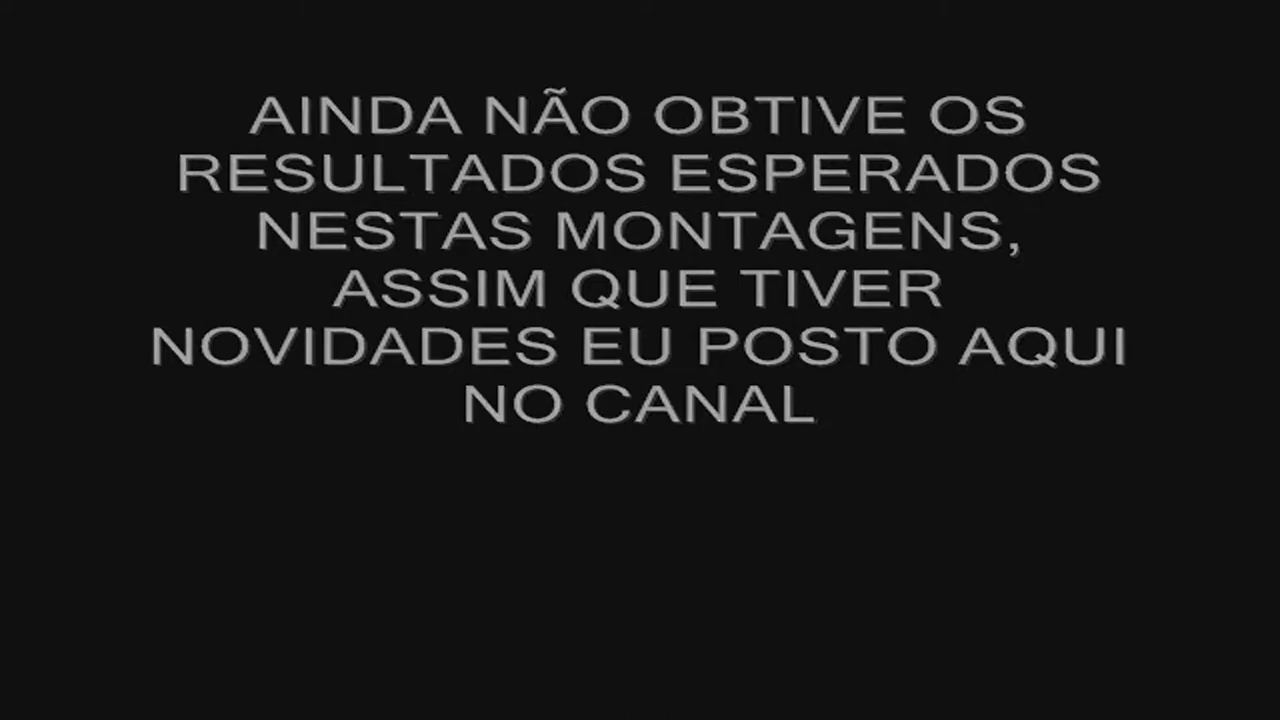 AINDA NÃO OBTIVE OS
RESULTADOS ESPERADOS
NESTAS MONTAGENS,
ASSIM QUE TIVER
NOVIDADES EU POSTO AQUI
NO CANAL